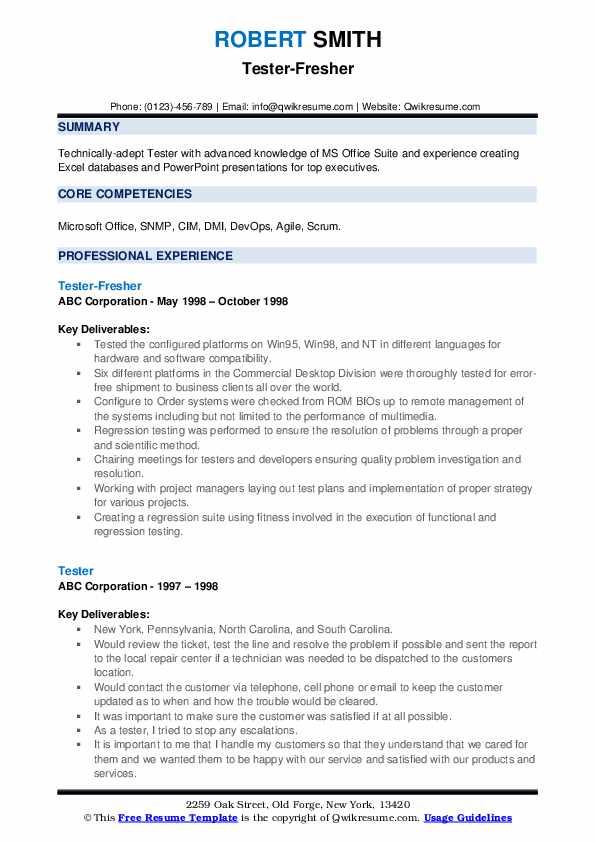 ROBERT SMITH
Tester-Fresher
Phone: (0123)-456-789 | Email: info@qwikresume.com | Website: Qwikresume.com
SUMMARY
Technically-adept Tester with advanced knowledge of MS Office Suite and experience creating
Excel databases and PowerPoint presentations for top executives.
CORE COMPETENCIES
Microsoft Office, SNMP, CIM, DMI, DevOps, Agile, Scrum.
PROFESSIONAL EXPERIENCE
Tester-Fresher
ABC Corporation - May 1998 – October 1998
Key Deliverables:
▪ Tested the configured platforms on Win95, Win98, and NT in different languages for
hardware and software compatibility.
▪ Six different platforms in the Commercial Desktop Division were thoroughly tested for error-
free shipment to business clients all over the world.
▪ Configure to Order systems were checked from ROM BIOs up to remote management of
the systems including but not limited to the performance of multimedia.
▪ Regression testing was performed to ensure the resolution of problems through a proper
and scientific method.
▪ Chairing meetings for testers and developers ensuring quality problem investigation and
resolution.
▪ Working with project managers laying out test plans and implementation of proper strategy
for various projects.
▪ Creating a regression suite using fitness involved in the execution of functional and
regression testing.
Tester
ABC Corporation - 1997 – 1998
Key Deliverables:
▪ New York, Pennsylvania, North Carolina, and South Carolina.
▪ Would review the ticket, test the line and resolve the problem if possible and sent the report
to the local repair center if a technician was needed to be dispatched to the customers
location.
▪ Would contact the customer via telephone, cell phone or email to keep the customer
updated as to when and how the trouble would be cleared.
▪ It was important to make sure the customer was satisfied if at all possible.
▪ As a tester, I tried to stop any escalations.
▪ It is important to me that I handle my customers so that they understand that we cared for
them and we wanted them to be happy with our service and satisfied with our products and
services.
2259 Oak Street, Old Forge, New York, 13420
© This Free Resume Template is the copyright of Qwikresume.com. Usage Guidelines